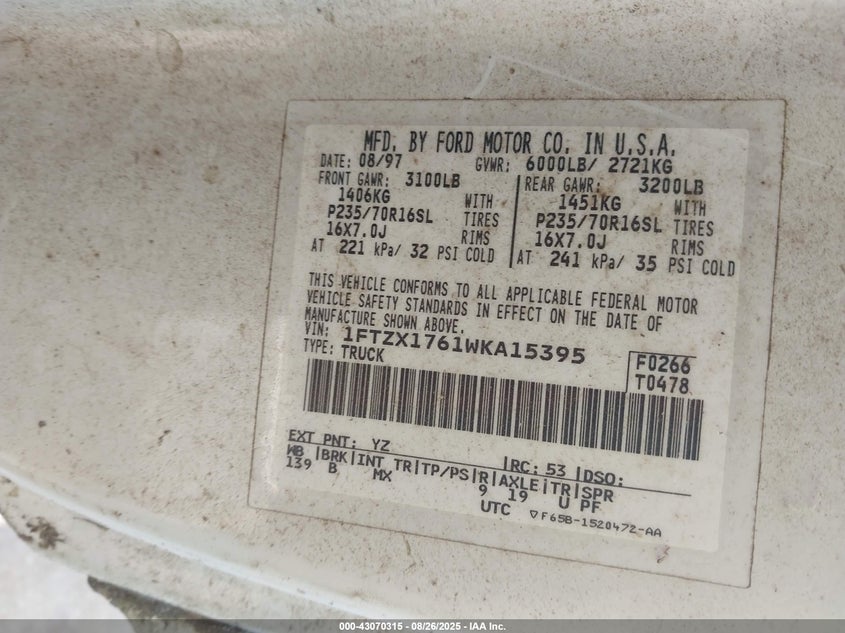 MFD. BY FORD MOTOR CO. IN U.S.A.
DATE: 08/97 GVWR: 6000LB/ 2721KG
FRONT GAWR: 3100LB REAR GAWR: 3200LB
1406KG WITH 1451KG WITH
P235/70R16SL TIRES P235/70R16SL TIRES
16X7.0J RIMS 16X7.0J RIMS
AT 221 kPa/ 32 PSI COLD AT 241 kPa/ 35 PSI COLD
THIS VEHICLE CONFORMS TO ALL APPLICABLE FEDERAL MOTOR
VEHICLE SAFETY STANDARDS IN EFFECT ON THE DATE OF
MANUFACTURE SHOWN ABOVE.
VIN: 1FTZX1761WKA15395 F0266
TYPE: TRUCK T0478
EXT PNT: YZ RC: 53 DSO:
WB |BRK|INT TR|TP/PS|R|AXLE|TR|SPR
139 B MX 9 19 U PF
UTC ▽F65B-1520472-AA
000-43070315 | 08/26/2025 - IAA Inc.